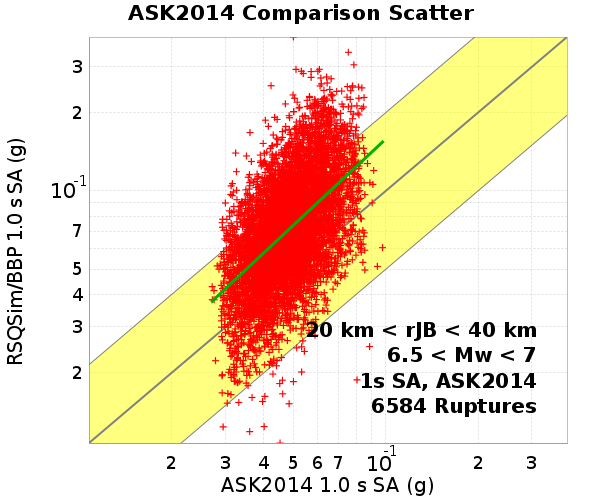 ASK2014 Comparison Scatter
RSQSim/BBP 1.0 s SA (g)
3
2
10-1
7
5
4
3
2
20 km < rJB < 40 km
6.5 < Mw < 7
1s SA, ASK2014
6584 Ruptures
2 3 4 5 6 7 10-1 2 3
ASK2014 1.0 s SA (g)